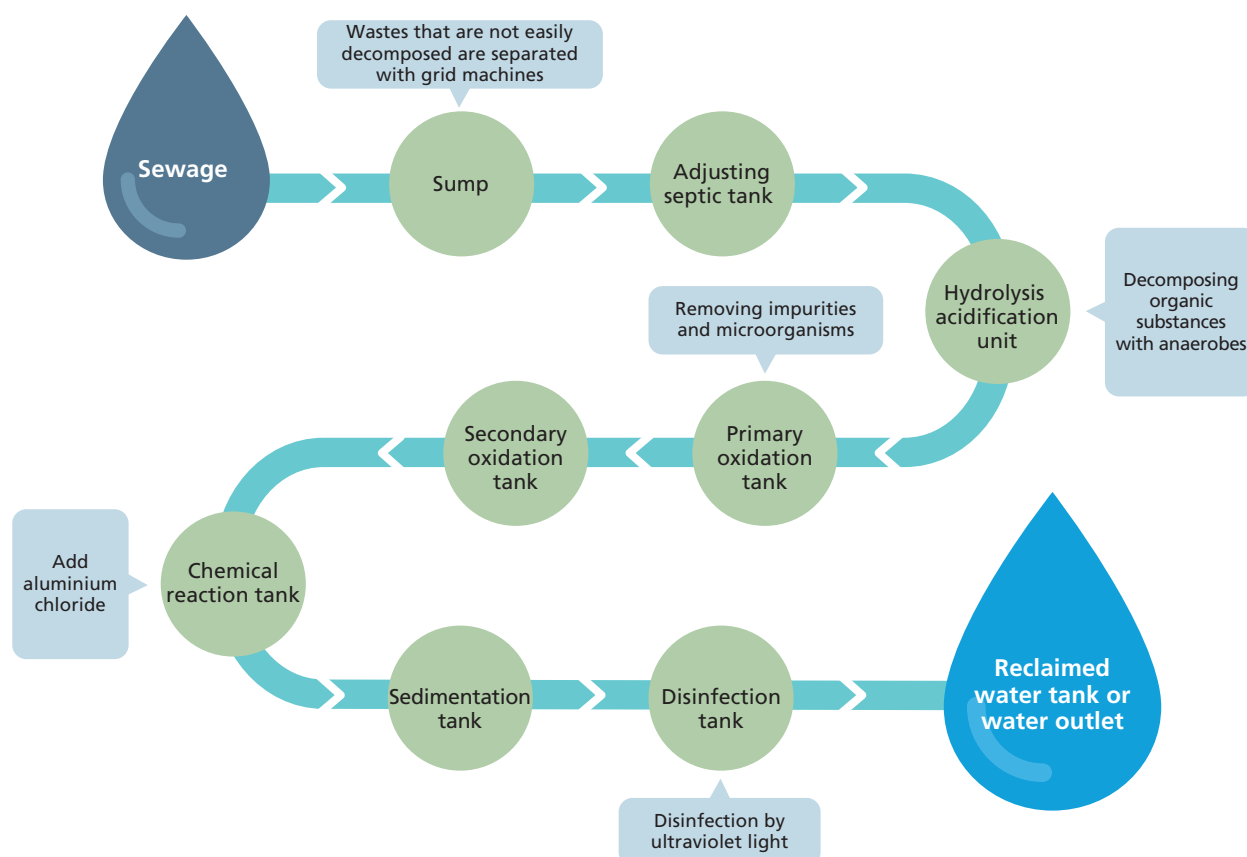 Wastes that are not easily
decomposed are separated
with grid machines
Sewage
Sump
Adjusting
septic tank
Hydrolysis
acidification
unit
Decomposing
organic
substances
with anaerobes
Removing impurities
and microorganisms
Primary
oxidation
tank
Secondary
oxidation
tank
Add
aluminium
chloride
Chemical
reaction tank
Sedimentation
tank
Disinfection
tank
Disinfection by
ultraviolet light
Reclaimed
water tank or
water outlet